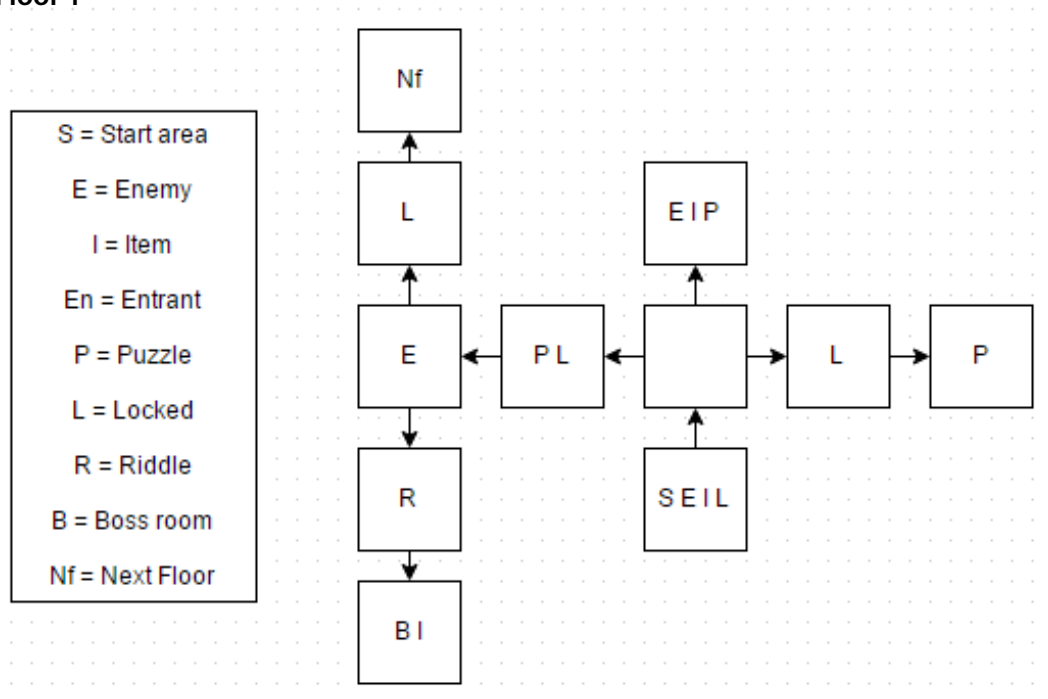 Floor 1
Nf
S = Start area
E = Enemy
I = Item
En = Entrant
P = Puzzle
L = Locked
R = Riddle
B = Boss room
Nf = Next Floor
L
E I P
E
P L
L
P
R
S E I L
B I